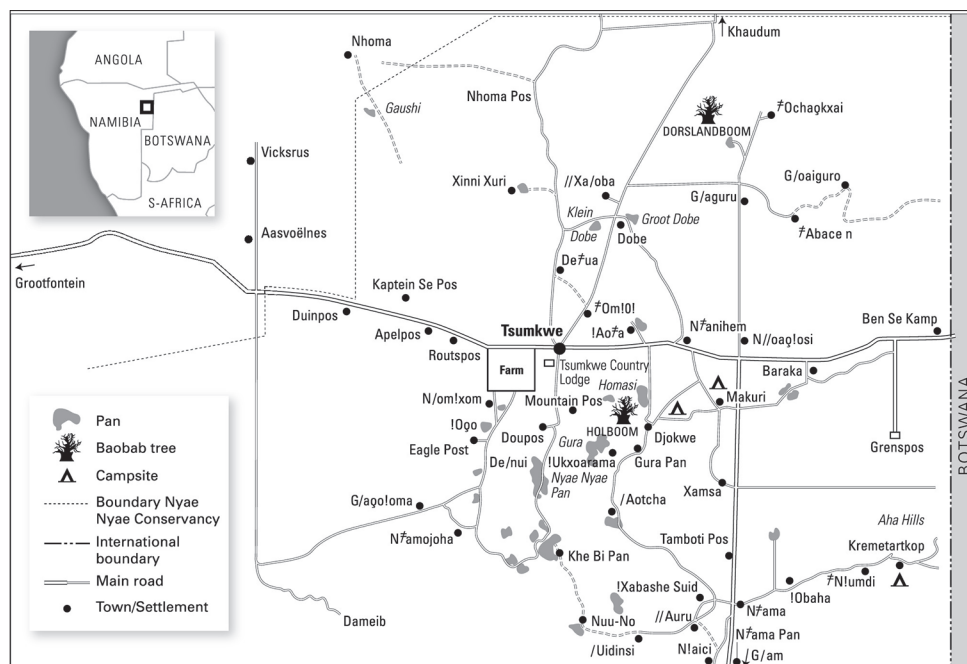 ANGOLA
NAMIBIA
BOTSWANA
S-AFRICA
Khaudum
Nhoma
Nhoma Pos
Gaushi
ǂOchaqkxai
DORSLANDBOOM
Vicksrus
Xinni Xuri
//Xa/oba
G/aguru
G/oaiguro
Klein
Dobe
Groot Dobe
Dobe
ǂAbace n
Aasvoëlnes
Deǂua
Grootfontein
Kaptein Se Pos
Duinpos
ǂOm!0!
!Aoǂa
Apelpos
Tsumkwe
Nǂanihem
N//oaq!osi
Ben Se Kamp
Routspos
Farm
Tsumkwe Country
Lodge
Homasi
Baraka
Makuri
N/om!xom
Mountain Pos
!Oqo
HOLBOOM
Djokwe
Doupos
Gura
Eagle Post
Grenspos
BOTSWANA
De/nui
!Ukxoarama
Gura Pan
Nyae Nyae
Pan
Xamsa
G/aqo!oma
/Aotcha
Nǂamojoha
Khe Bi Pan
Tamboti Pos
Aha Hills
Kremetartkop
ǂN!umdi
!Obaha
!Xabashe Suid
Nǂama
Dameib
Nuu-No
//Auru
/Uidinsi
N!aici
Nǂama Pan
/G/am
Pan
Baobab tree
Campsite
Boundary Nyae
Nyae Conservancy
International
boundary
Main road
Town/Settlement